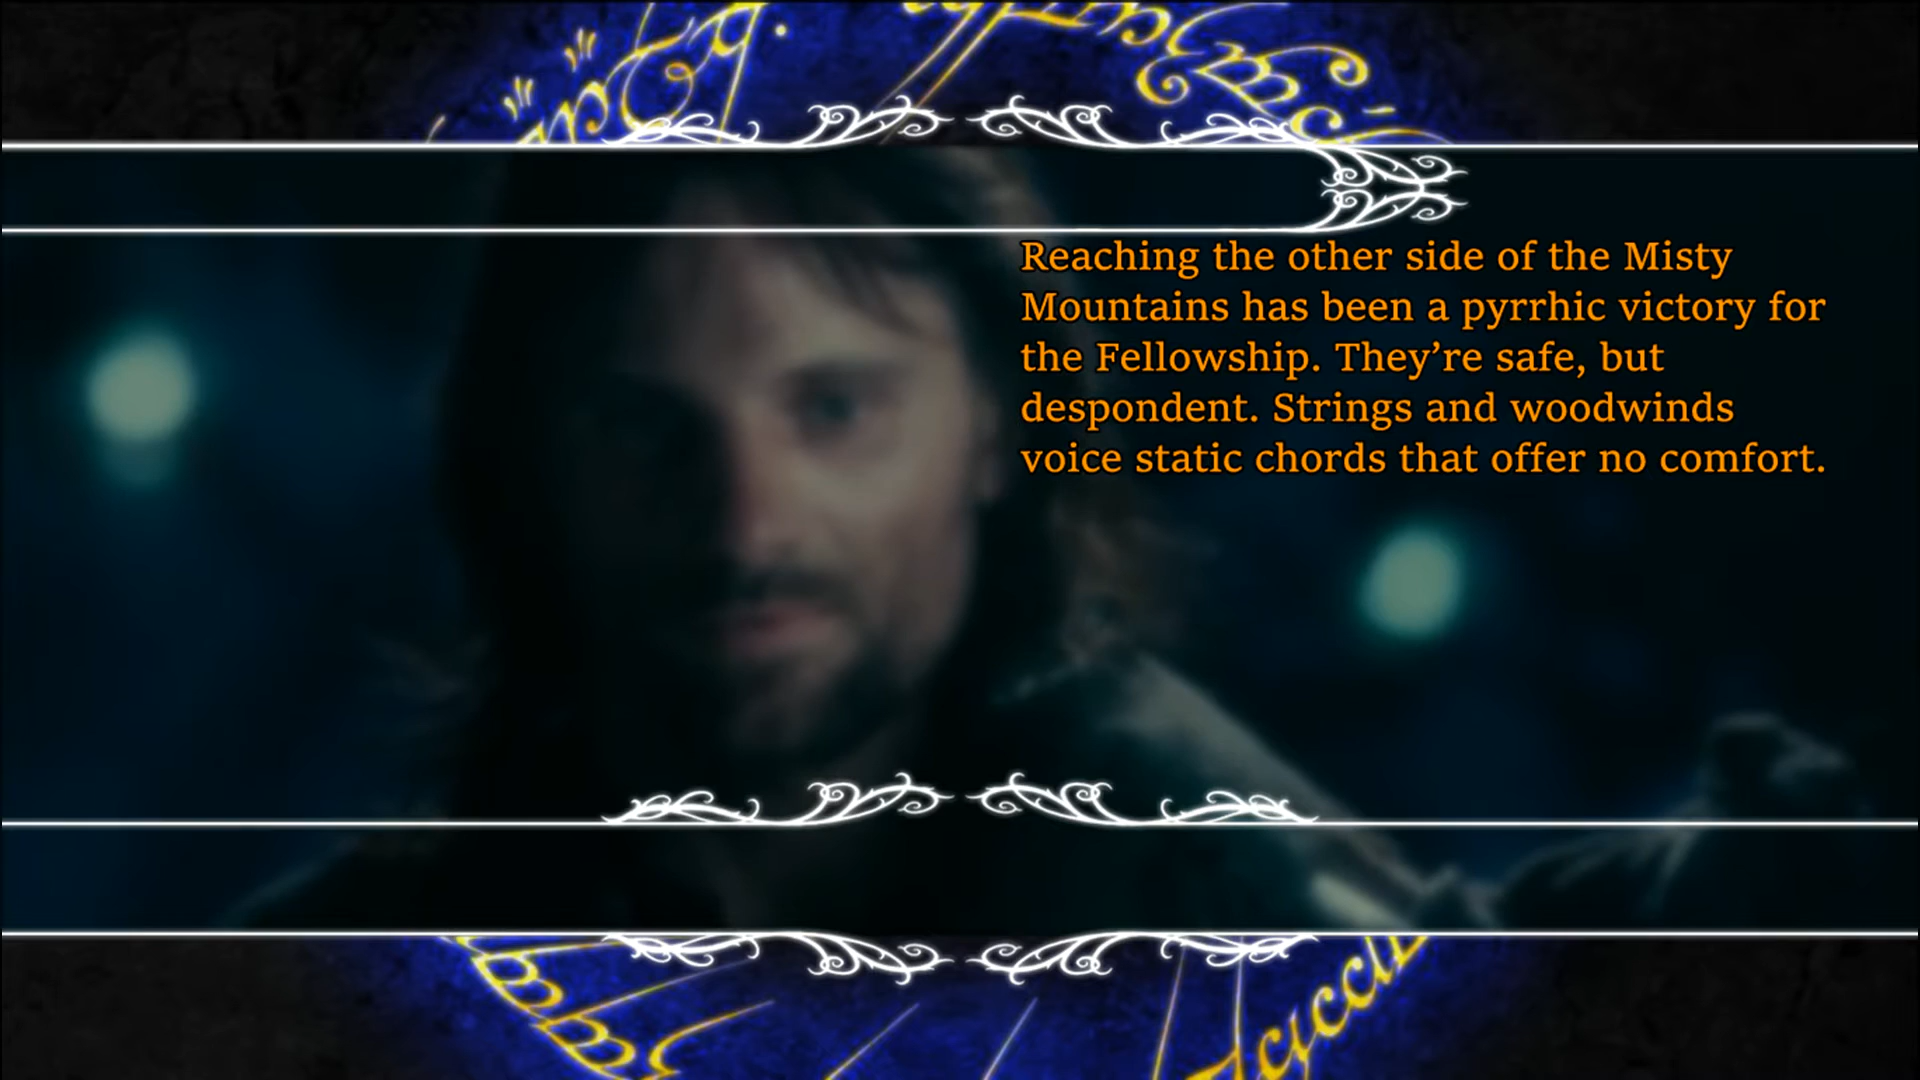 Reaching the other side of the Misty
Mountains has been a pyrrhic victory for
the Fellowship. They’re safe, but
despondent. Strings and woodwinds
voice static chords that offer no comfort.